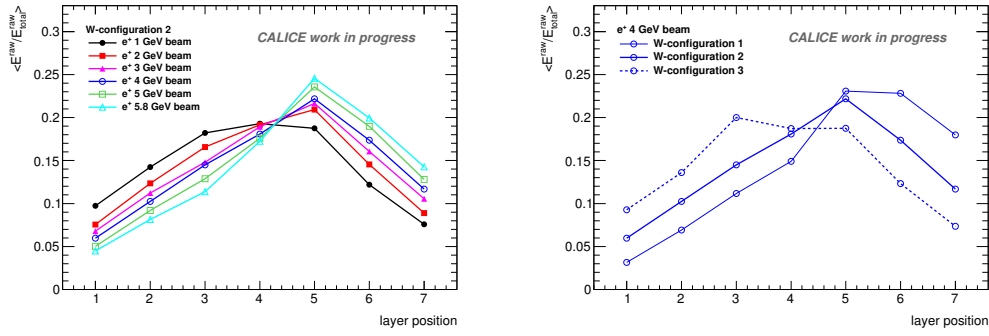 <E^raw/E^raw_total>
0.3
0.25
0.2
0.15
0.1
0.05
0
W-configuration 2
e⁺ 1 GeV beam
e⁺ 2 GeV beam
e⁺ 3 GeV beam
e⁺ 4 GeV beam
e⁺ 5 GeV beam
e⁺ 5.8 GeV beam
CALICE work in progress
1 2 3 4 5 6 7
layer position
<E^raw/E^raw_total>
0.3
0.25
0.2
0.15
0.1
0.05
0
e⁺ 4 GeV beam
W-configuration 1
W-configuration 2
W-configuration 3
CALICE work in progress
1 2 3 4 5 6 7
layer position